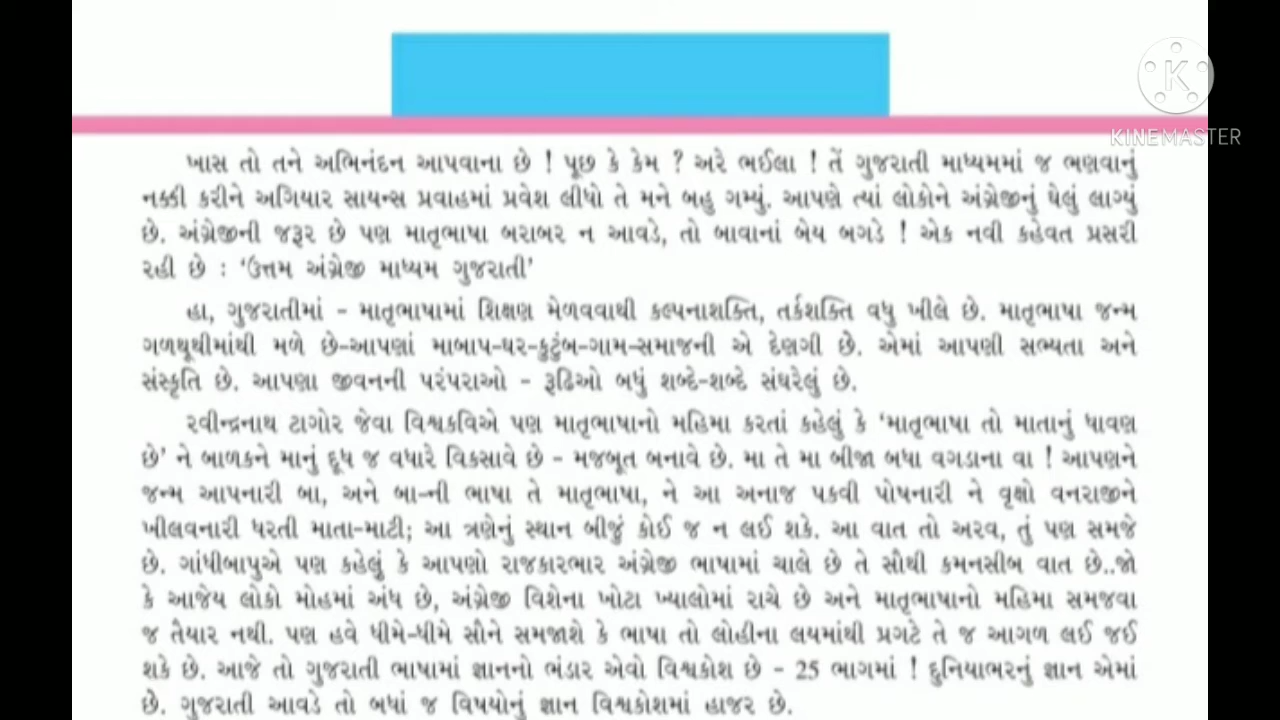 KINEMASTER
ખાસ તો તને અભિનંદન આપવાના છે ! પૂછ કે કેમ ? અરે ભઈલા ! તેં ગુજરાતી માધ્યમમાં જ ભણવાનું
નક્કી કરીને અગિયાર સાયન્સ પ્રવાહમાં પ્રવેશ લીધો તે મને બહુ ગમ્યું. આપણે ત્યાં લોકોને અંગ્રેજીનું ઘેલું લાગ્યું
છે. અંગ્રેજીની જરૂર છે પણ માતૃભાષા બરાબર ન આવડે, તો બાવાનાં બેય બગડે ! એક નવી કહેવત પ્રસરી
રહી છે : ‘ઉત્તમ અંગ્રેજી માધ્યમ ગુજરાતી’
હા, ગુજરાતીમાં - માતૃભાષામાં શિક્ષણ મેળવવાથી કલ્પનાશક્તિ, તર્કશક્તિ વધુ ખીલે છે. માતૃભાષા જન્મ
ગળથૂથીમાંથી મળે છે-આપણાં માબાપ-ઘર-કુટુંબ-ગામ-સમાજની એ દેણગી છે. એમાં આપણી સભ્યતા અને
સંસ્કૃતિ છે. આપણા જીવનની પરંપરાઓ - રૂઢિઓ બધું શબ્દે-શબ્દે સંઘરેલું છે.
રવીન્દ્રનાથ ટાગોર જેવા વિશ્વકવિએ પણ માતૃભાષાનો મહિમા કરતાં કહેલું કે ‘માતૃભાષા તો માતાનું ધાવણ
છે’ ને બાળકને માનું દૂધ જ વધારે વિકસાવે છે - મજબૂત બનાવે છે. મા તે મા બીજા બધા વગડાના વા ! આપણને
જન્મ આપનારી બા, અને બા-ની ભાષા તે માતૃભાષા, ને આ અનાજ પકવી પોષનારી ને વૃક્ષો વનરાજીને
ખીલવનારી ધરતી માતા-માટી; આ ત્રણેનું સ્થાન બીજું કોઈ જ ન લઈ શકે. આ વાત તો અરવ, તું પણ સમજે
છે. ગાંધીબાપુએ પણ કહેલું કે આપણો રાજકારભાર અંગ્રેજી ભાષામાં ચાલે છે તે સૌથી કમનસીબ વાત છે..જો
કે આજેય લોકો મોહમાં અંધ છે, અંગ્રેજી વિશેના ખોટા ખ્યાલોમાં રાચે છે અને માતૃભાષાનો મહિમા સમજવા
જ તૈયાર નથી. પણ હવે ધીમે-ધીમે સૌને સમજાશે કે ભાષા તો લોહીના લયમાંથી પ્રગટે તે જ આગળ લઈ જઈ
શકે છે. આજે તો ગુજરાતી ભાષામાં જ્ઞાનનો ભંડાર એવો વિશ્વકોશ છે - 25 ભાગમાં ! દુનિયાભરનું જ્ઞાન એમાં
છે. ગુજરાતી આવડે તો બધાં જ વિષયોનું જ્ઞાન વિશ્વકોશમાં હાજર છે.